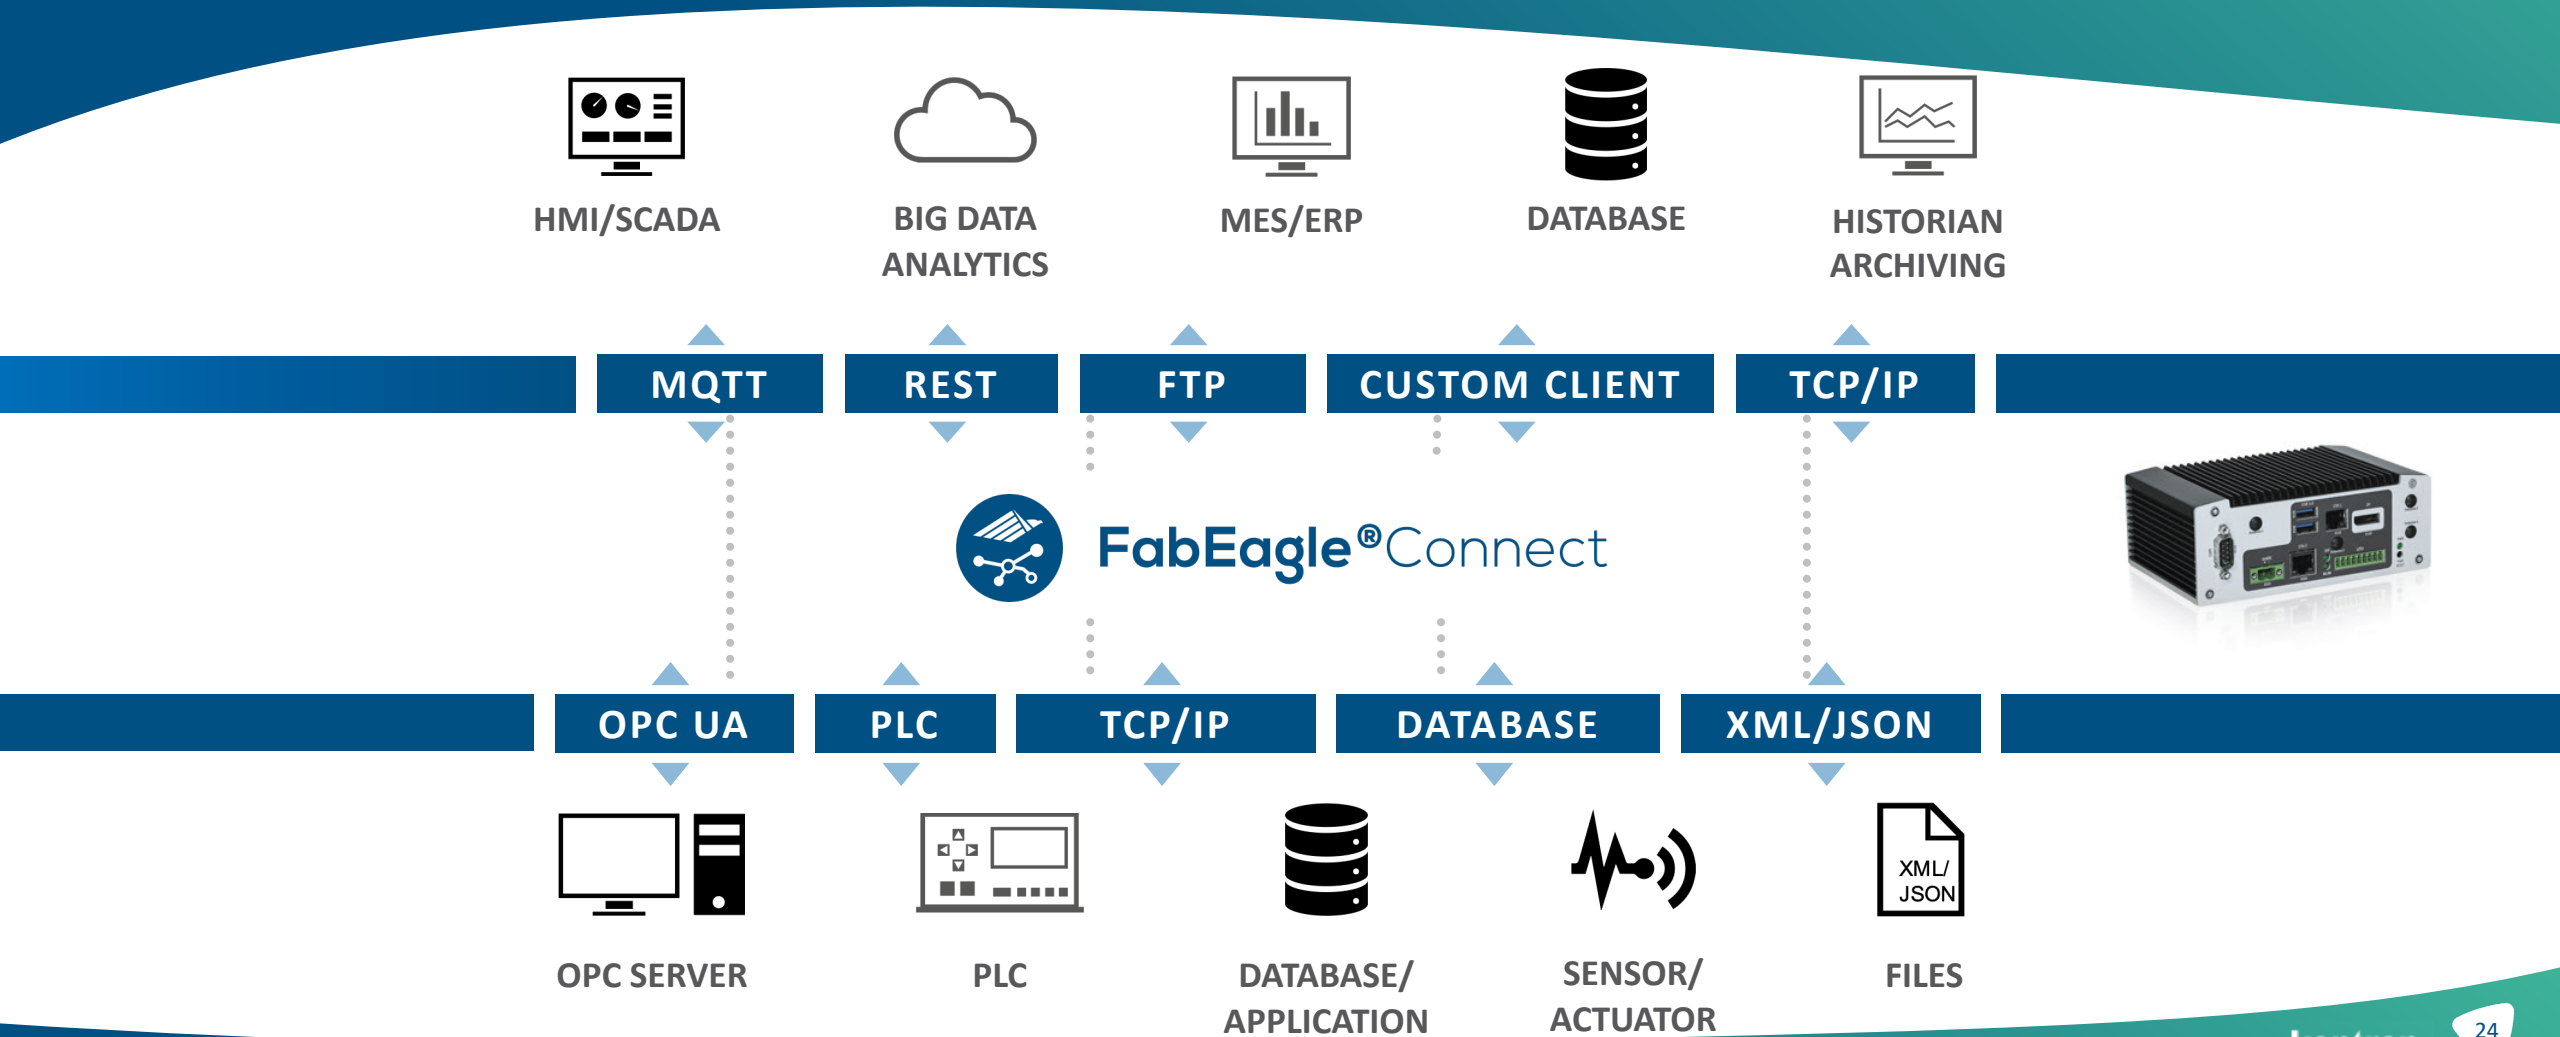 HMI/SCADA
BIG DATA
ANALYTICS
MES/ERP
DATABASE
HISTORIAN
ARCHIVING
MQTT
REST
FTP
CUSTOM CLIENT
TCP/IP
FabEagle®Connect
OPC UA
PLC
TCP/IP
DATABASE
XML/JSON
XML/
JSON
OPC SERVER
PLC
DATABASE/
APPLICATION
SENSOR/
ACTUATOR
FILES
24